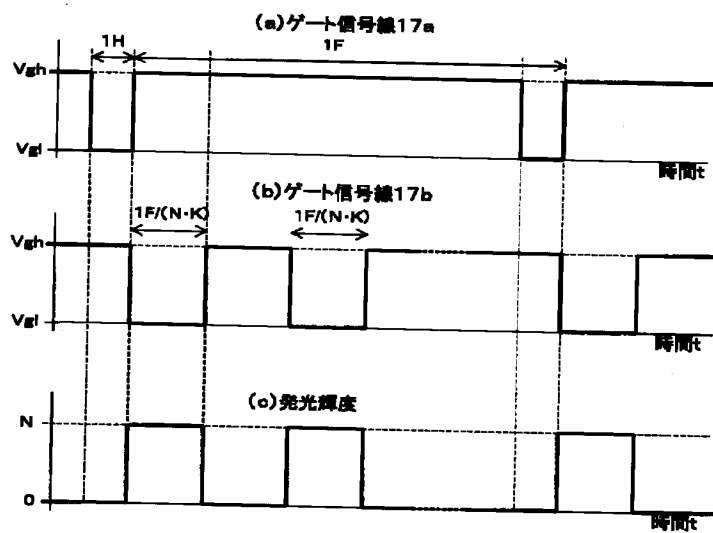 (a)ゲート信号線17a
1H
1F
Vgh
Vgl
時間t
(b)ゲート信号線17b
1F/(N・K)
1F/(N・K)
Vgh
Vgl
時間t
(c)発光輝度
N
0
時間t